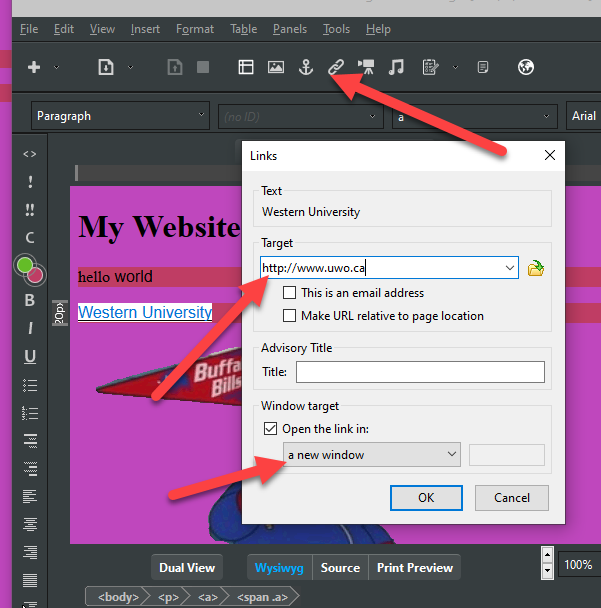 File Edit View Insert Format Table Panels Tools Help
Paragraph (no ID) a Arial
Links
Text
Western University
Target
http://www.uwo.ca
This is an email address
Make URL relative to page location
Advisory Title
Title:
Window target
Open the link in:
a new window
OK Cancel
<>
!
!!
C
B
I
U
20px
My Website
hello world
Western University
Buffalo
Bills
Dual View Wysiwyg Source Print Preview 100%
<body> <p> <a> <span .a>